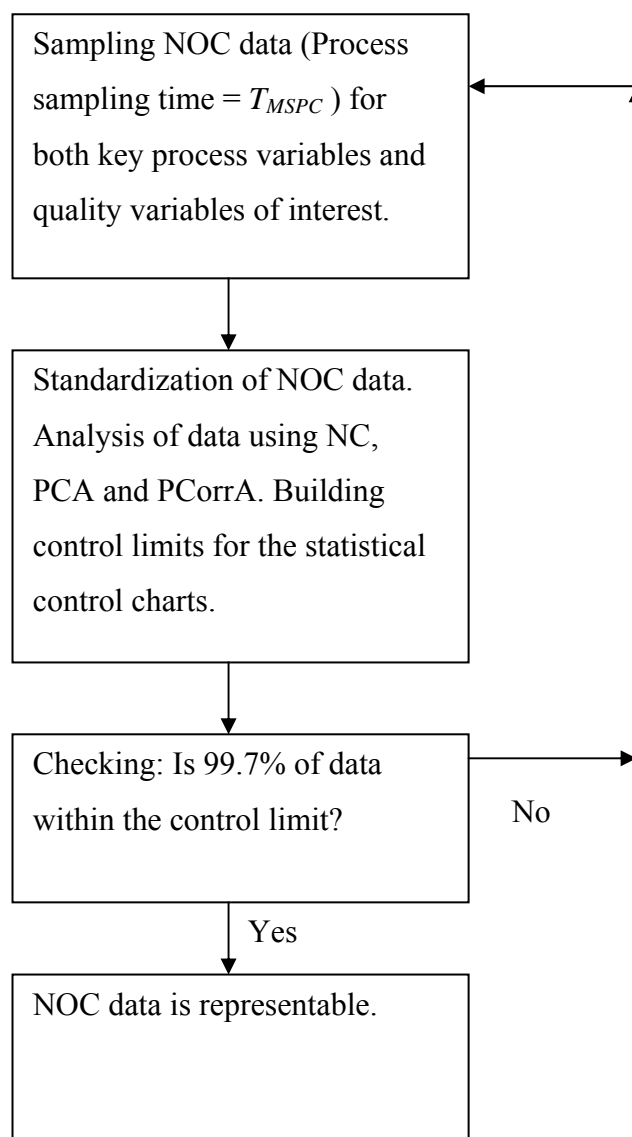 Sampling NOC data (Process
sampling time = T_MSPC ) for
both key process variables and
quality variables of interest.
Standardization of NOC data.
Analysis of data using NC,
PCA and PCorrA. Building
control limits for the statistical
control charts.
Checking: Is 99.7% of data
within the control limit?
No
Yes
NOC data is representable.